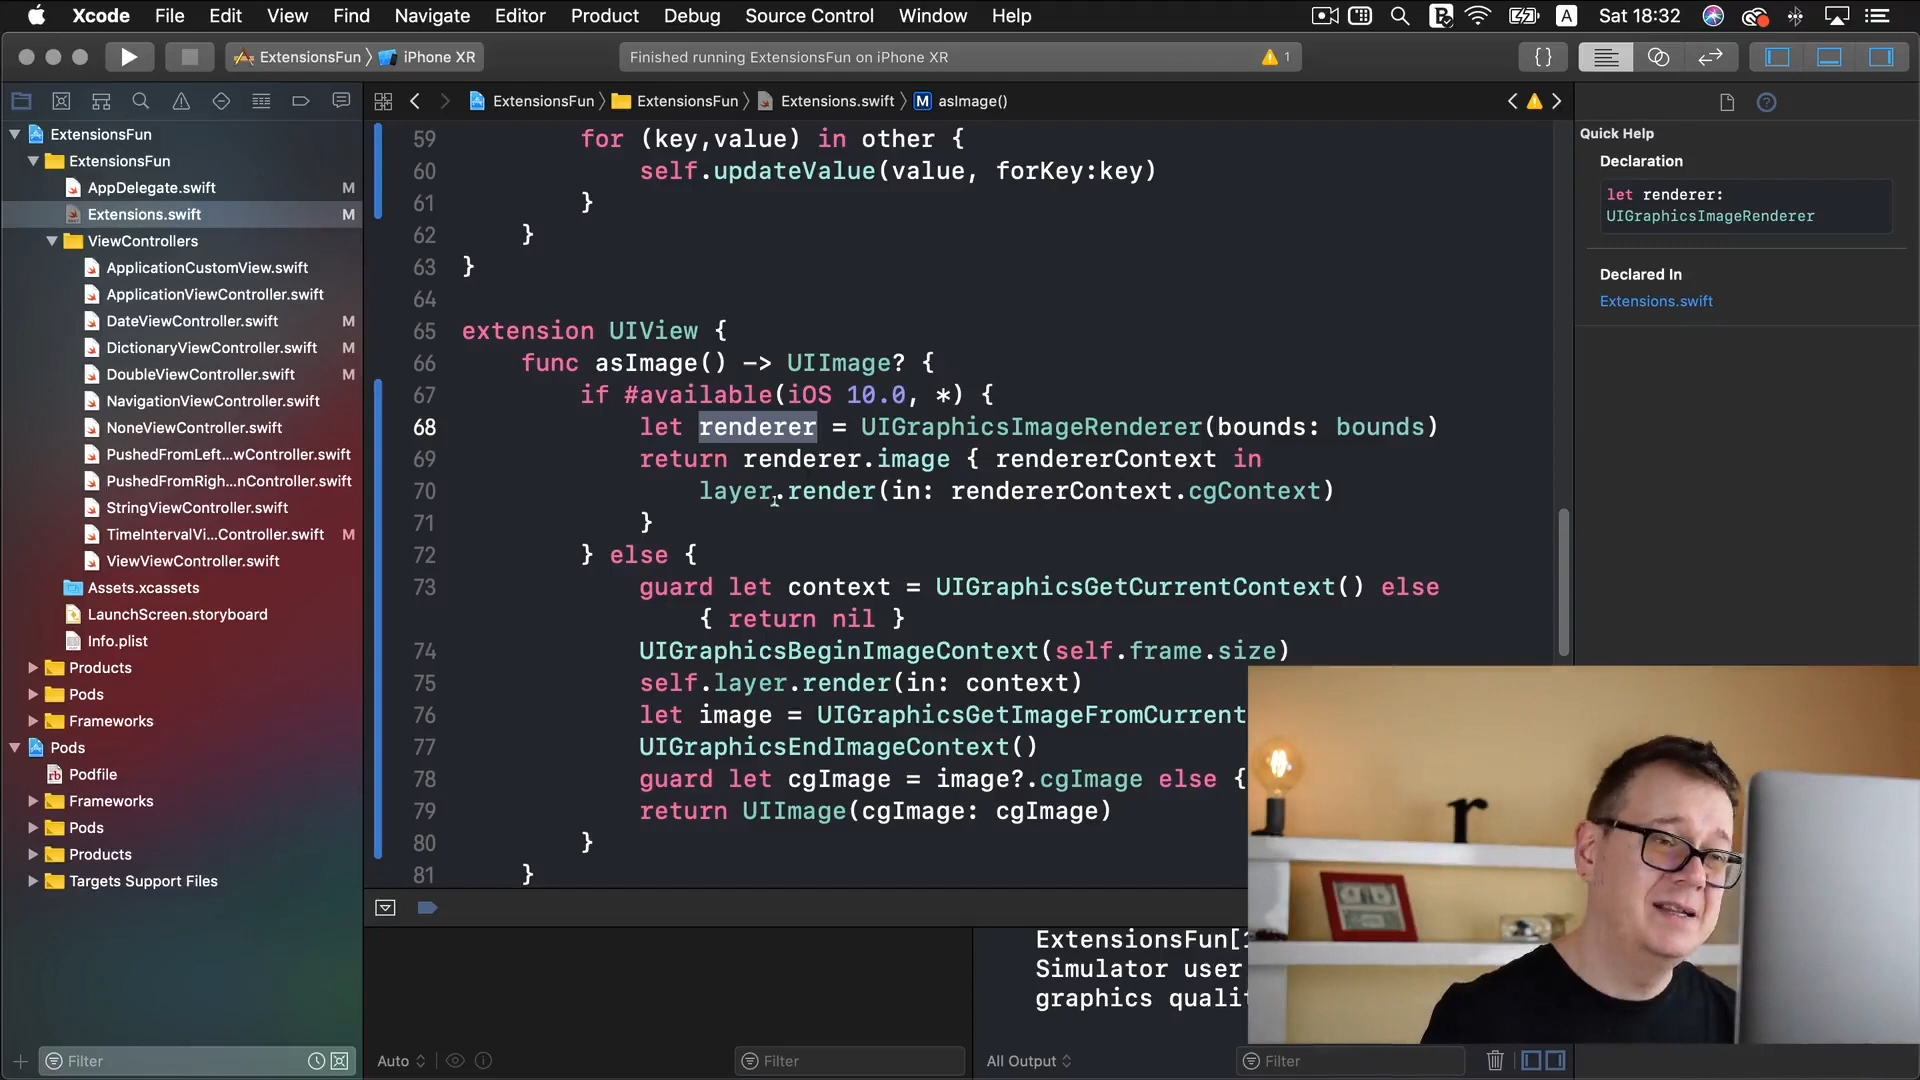 Xcode File Edit View Find Navigate Editor Product Debug Source Control Window Help A Sat 18:32
ExtensionsFun 〉 iPhone XR Finished running ExtensionsFun on iPhone XR 1 {}
ExtensionsFun 〉 ExtensionsFun 〉 Extensions.swift 〉 M asImage()
ExtensionsFun
ExtensionsFun
AppDelegate.swift M
Extensions.swift M
ViewControllers
ApplicationCustomView.swift
ApplicationViewController.swift
DateViewController.swift M
DictionaryViewController.swift M
DoubleViewController.swift M
NavigationViewController.swift
NoneViewController.swift
PushedFromLeft...wController.swift
PushedFromRigh...nController.swift
StringViewController.swift
TimeIntervalVi...Controller.swift M
ViewViewController.swift
Assets.xcassets
LaunchScreen.storyboard
Info.plist
Products
Pods
Frameworks
Pods
Podfile
Frameworks
Pods
Products
Targets Support Files
Filter
59 for (key,value) in other {
60 self.updateValue(value, forKey:key)
61 }
62 }
63 }
64
65 extension UIView {
66 func asImage() -> UIImage? {
67 if #available(iOS 10.0, *) {
68 let renderer = UIGraphicsImageRenderer(bounds: bounds)
69 return renderer.image { rendererContext in
70 layer.render(in: rendererContext.cgContext)
71 }
72 } else {
73 guard let context = UIGraphicsGetCurrentContext() else
{ return nil }
74 UIGraphicsBeginImageContext(self.frame.size)
75 self.layer.render(in: context)
76 let image = UIGraphicsGetImageFromCurrent
77 UIGraphicsEndImageContext()
78 guard let cgImage = image?.cgImage else {
79 return UIImage(cgImage: cgImage)
80 }
81 }
Auto Filter
ExtensionsFun[
Simulator user
graphics quali
All Output Filter
Quick Help
Declaration
let renderer:
UIGraphicsImageRenderer
Declared In
Extensions.swift